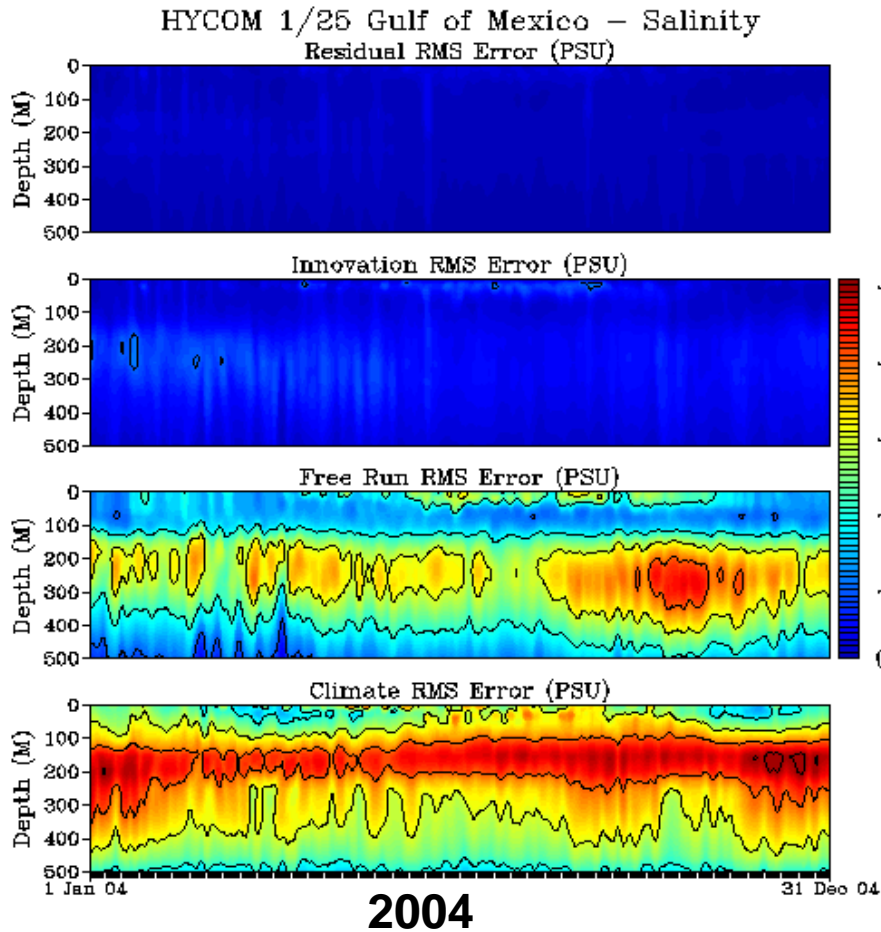 HYCOM 1/25 Gulf of Mexico – Salinity
Residual RMS Error (PSU)
0
100
200
300
400
500
Depth (M)
Innovation RMS Error (PSU)
0
100
200
300
400
500
Depth (M)
Free Run RMS Error (PSU)
0
100
200
300
400
500
Depth (M)
Climate RMS Error (PSU)
0
100
200
300
400
500
Depth (M)
1 Jan 04
31 Dec 04
2004